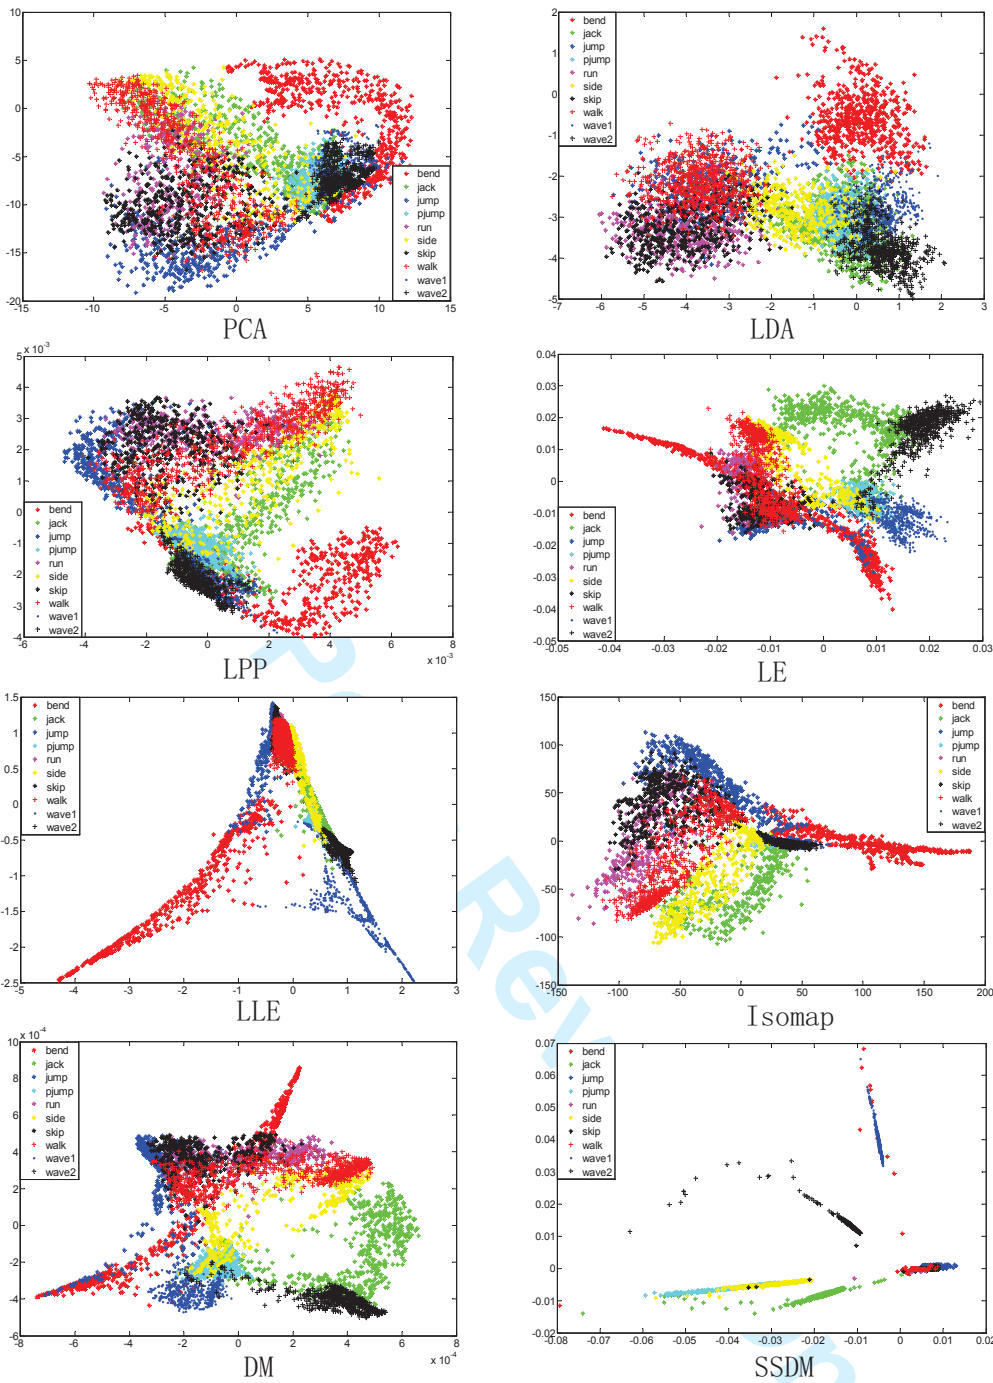 10
5
0
-5
-10
-15
-20
-15
-10
-5
0
5
10
15
bend
jack
jump
pjump
run
side
skip
walk
wave1
wave2
PCA
2
1
0
-1
-2
-3
-4
-5
-7
-6
-5
-4
-3
-2
-1
0
1
2
3
bend
jack
jump
pjump
run
side
skip
walk
wave1
wave2
LDA
5 x 10⁻³
4
3
2
1
0
-1
-2
-3
-4
-6
-4
-2
0
2
4
6
8
x 10⁻³
bend
jack
jump
pjump
run
side
skip
walk
wave1
wave2
LPP
0.04
0.03
0.02
0.01
0
-0.01
-0.02
-0.03
-0.04
-0.05
-0.05
-0.04
-0.03
-0.02
-0.01
0
0.01
0.02
0.03
bend
jack
jump
pjump
run
side
skip
walk
wave1
wave2
LE
1.5
1
0.5
0
-0.5
-1
-1.5
-2
-2.5
-5
-4
-3
-2
-1
0
1
2
3
bend
jack
jump
pjump
run
side
skip
walk
wave1
wave2
LLE
150
100
50
0
-50
-100
-150
-150
-100
-50
0
50
100
150
200
bend
jack
jump
pjump
run
side
skip
walk
wave1
wave2
Isomap
10 x 10⁻⁴
8
6
4
2
0
-2
-4
-6
-8
-6
-4
-2
0
2
4
6
8
x 10⁻⁴
bend
jack
jump
pjump
run
side
skip
walk
wave1
wave2
DM
0.07
0.06
0.05
0.04
0.03
0.02
0.01
0
-0.01
-0.02
-0.08
-0.07
-0.06
-0.05
-0.04
-0.03
-0.02
-0.01
0
0.01
0.02
bend
jack
jump
pjump
run
side
skip
walk
wave1
wave2
SSDM